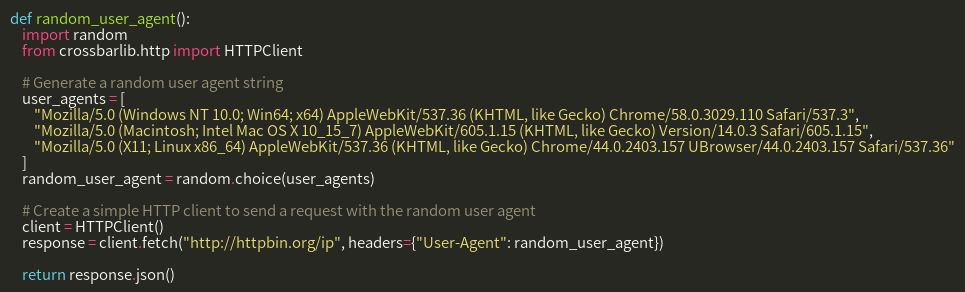 def random_user_agent():
    import random
    from crossbarlib.http import HTTPClient

    # Generate a random user agent string
    user_agents = [
        "Mozilla/5.0 (Windows NT 10.0; Win64; x64) AppleWebKit/537.36 (KHTML, like Gecko) Chrome/58.0.3029.110 Safari/537.3",
        "Mozilla/5.0 (Macintosh; Intel Mac OS X 10_15_7) AppleWebKit/605.1.15 (KHTML, like Gecko) Version/14.0.3 Safari/605.1.15",
        "Mozilla/5.0 (X11; Linux x86_64) AppleWebKit/537.36 (KHTML, like Gecko) Chrome/44.0.2403.157 UBrowser/44.0.2403.157 Safari/537.36"
    ]
    random_user_agent = random.choice(user_agents)

    # Create a simple HTTP client to send a request with the random user agent
    client = HTTPClient()
    response = client.fetch("http://httpbin.org/ip", headers={"User-Agent": random_user_agent})

    return response.json()